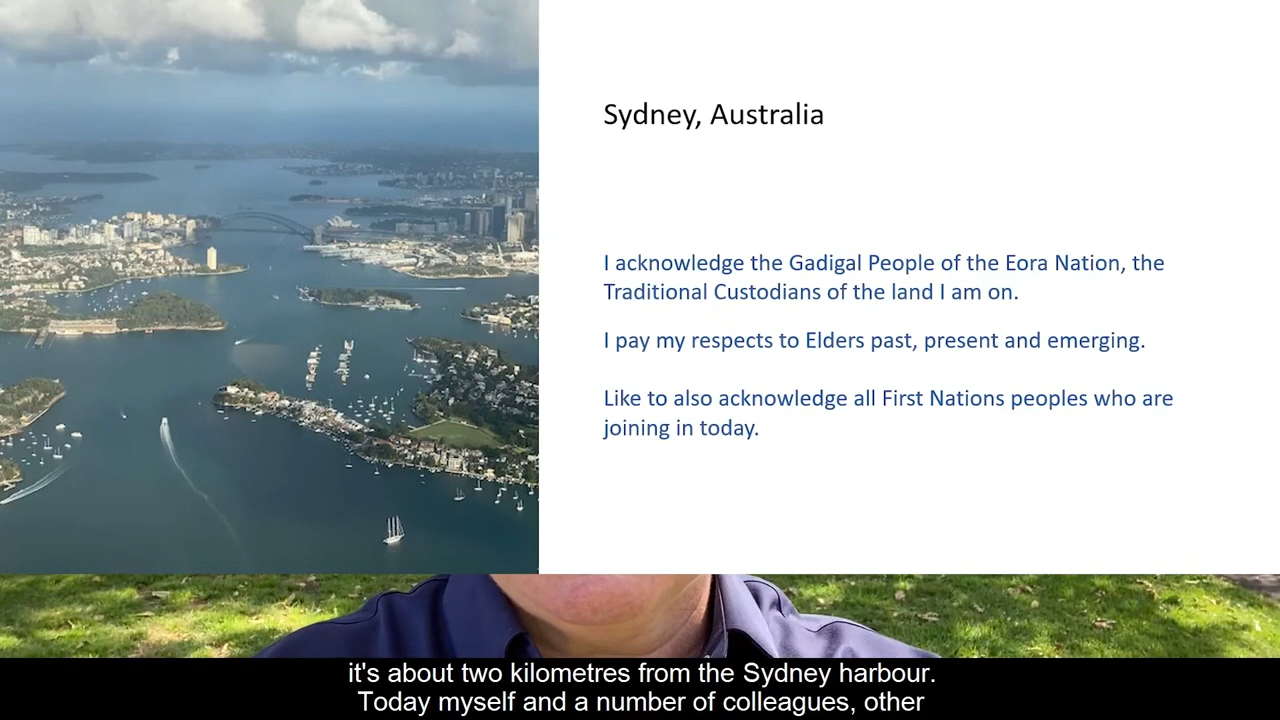 Sydney, Australia
I acknowledge the Gadigal People of the Eora Nation, the
Traditional Custodians of the land I am on.
I pay my respects to Elders past, present and emerging.
Like to also acknowledge all First Nations peoples who are
joining in today.
it's about two kilometres from the Sydney harbour.
Today myself and a number of colleagues, other